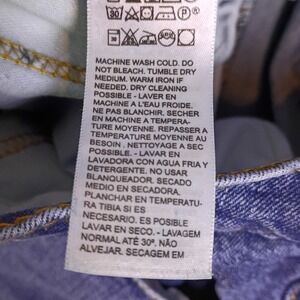 MACHINE WASH COLD. DO
NOT BLEACH. TUMBLE DRY
MEDIUM. WARM IRON IF
NEEDED. DRY CLEANING
POSSIBLE - LAVER EN
MACHINE A L'EAU FROIDE.
NE PAS BLANCHIR. SECHER
EN MACHINE A TEMPERA-
TURE MOYENNE. REPASSER A
TEMPERATURE MOYENNE AU
BESOIN . NETTOYAGE A SEC
POSSIBLE. -
LAVADORA CON AGUA FRIA Y
DETERGENTE. NO USAR
BLANQUEADOR. SECADO
MEDIO EN SECADORA.
PLANCHAR EN TEMPERATU-
RA TIBIA SI ES
NECESARIO. ES POSIBLE
LAVAR EN SECO. - LAVAGEM
NORMAL ATÉ 30º. NÃO
ALVEJAR. SECAGEM EM